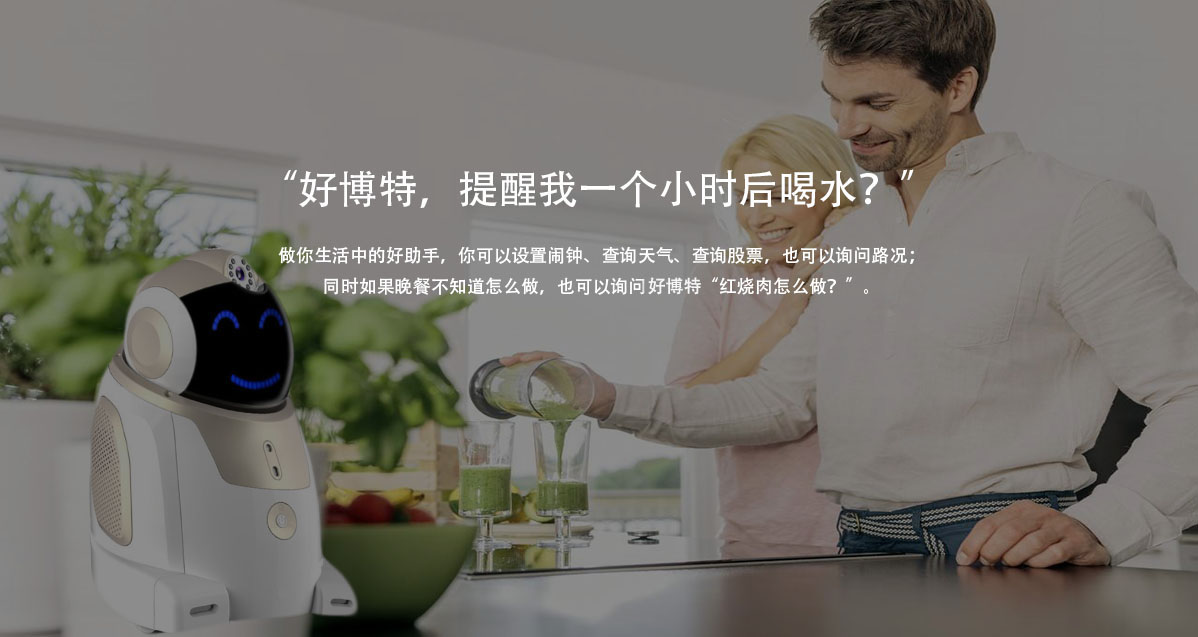 “好博特，提醒我一个小时后喝水？”
做你生活中的好助手，你可以设置闹钟、查询天气、查询股票，也可以询问路况；
同时如果晚餐不知道怎么做，也可以询问好博特“红烧肉怎么做？”。